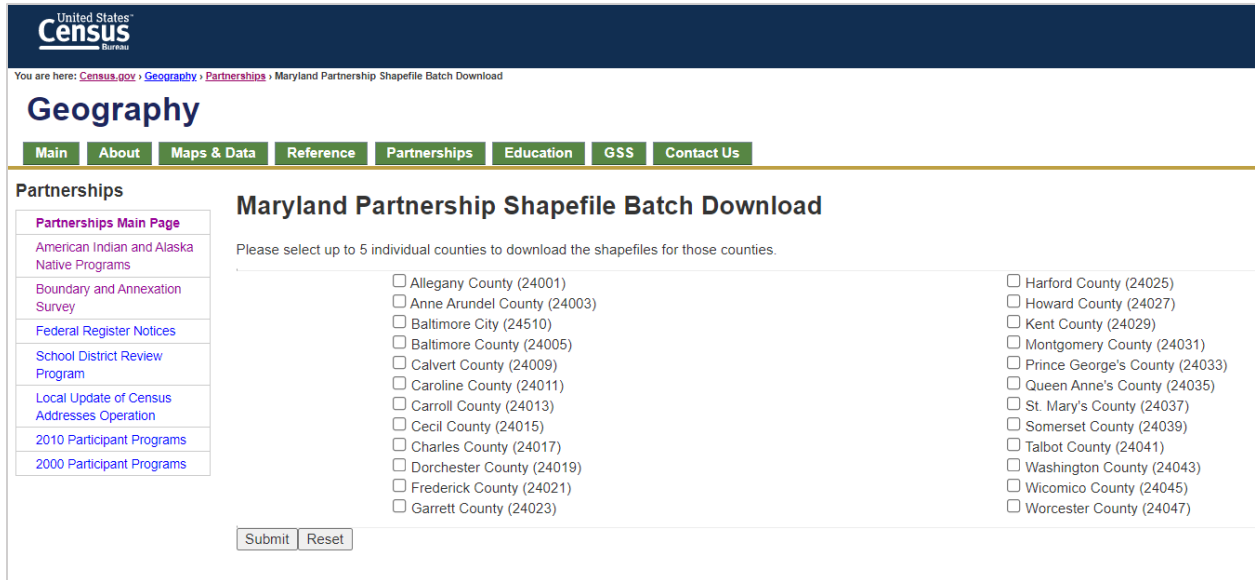 United States™
Census
Bureau
You are here: Census.gov › Geography › Partnerships › Maryland Partnership Shapefile Batch Download
Geography
Main About Maps & Data Reference Partnerships Education GSS Contact Us
Partnerships
Partnerships Main Page
American Indian and Alaska
Native Programs
Boundary and Annexation
Survey
Federal Register Notices
School District Review
Program
Local Update of Census
Addresses Operation
2010 Participant Programs
2000 Participant Programs
Maryland Partnership Shapefile Batch Download
Please select up to 5 individual counties to download the shapefiles for those counties.
Allegany County (24001)
Anne Arundel County (24003)
Baltimore City (24510)
Baltimore County (24005)
Calvert County (24009)
Caroline County (24011)
Carroll County (24013)
Cecil County (24015)
Charles County (24017)
Dorchester County (24019)
Frederick County (24021)
Garrett County (24023)
Harford County (24025)
Howard County (24027)
Kent County (24029)
Montgomery County (24031)
Prince George's County (24033)
Queen Anne's County (24035)
St. Mary's County (24037)
Somerset County (24039)
Talbot County (24041)
Washington County (24043)
Wicomico County (24045)
Worcester County (24047)
Submit Reset